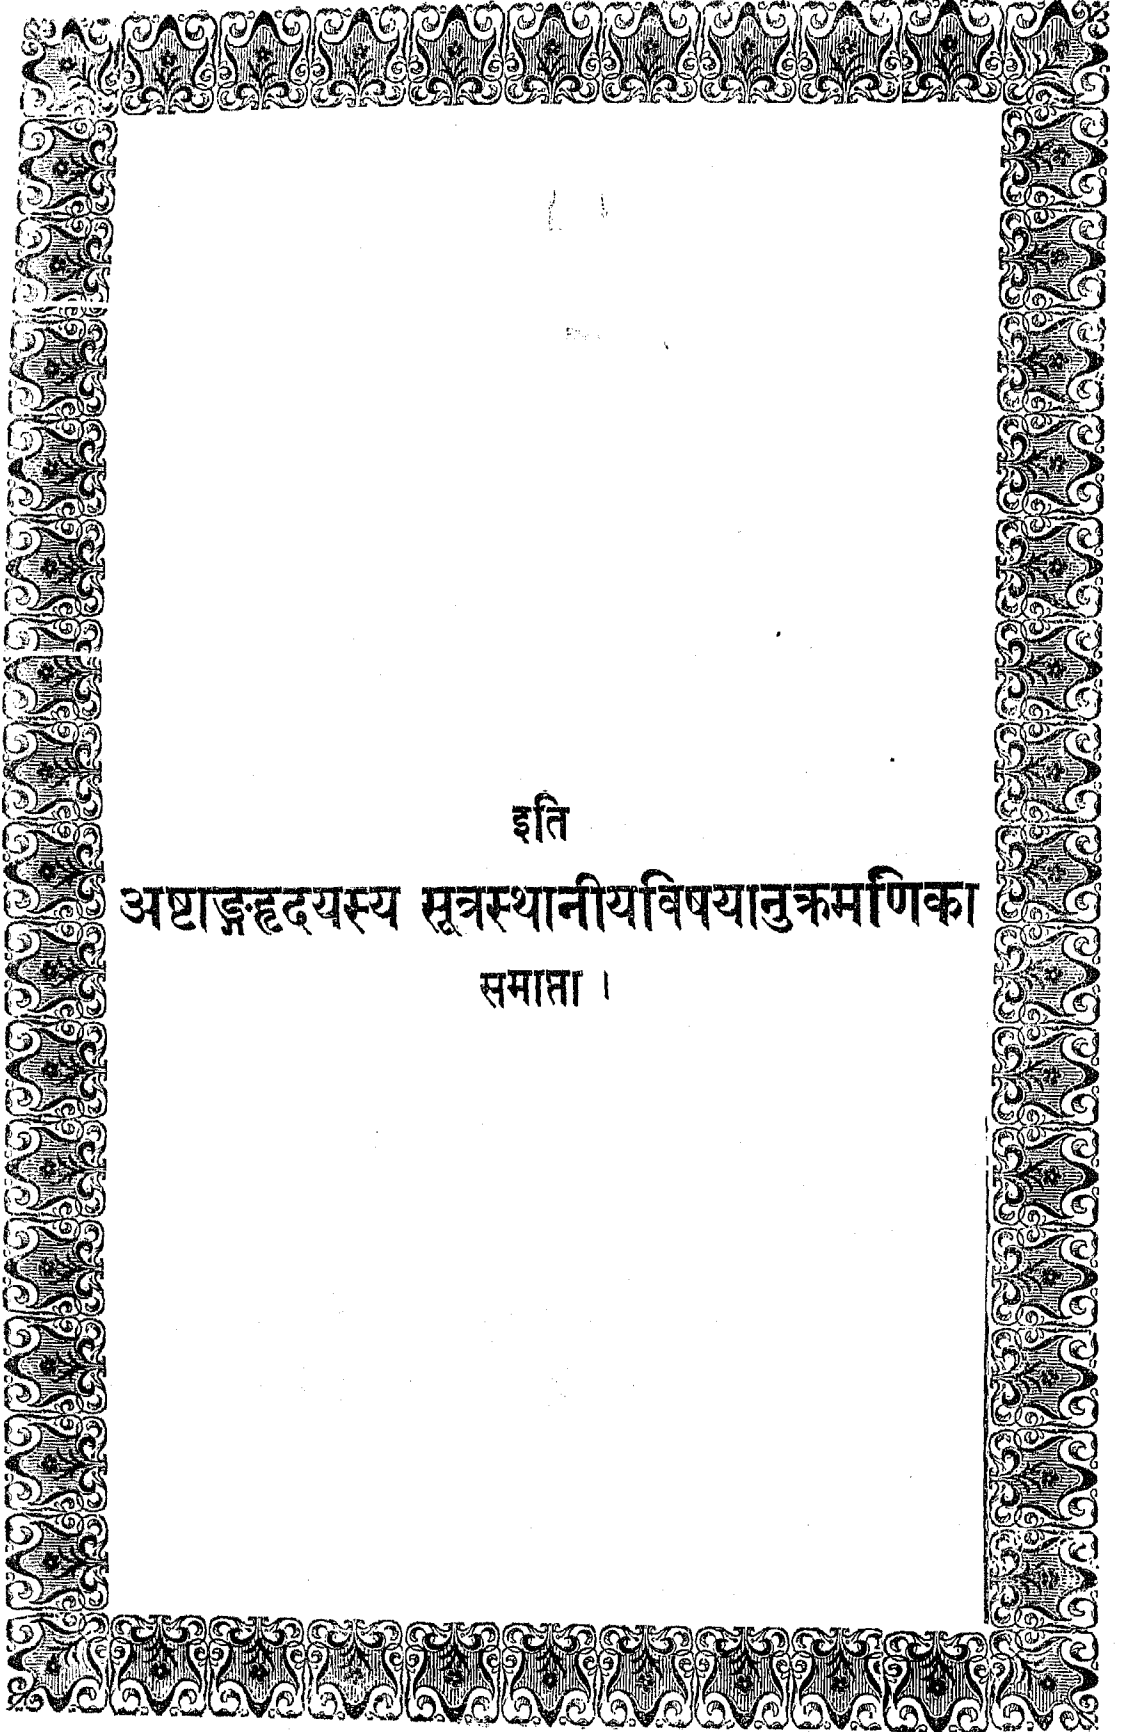 इति
अष्टाङ्गहृदयस्य सूत्रस्थानीयविषयानुक्रमणिका
समाप्ता ।